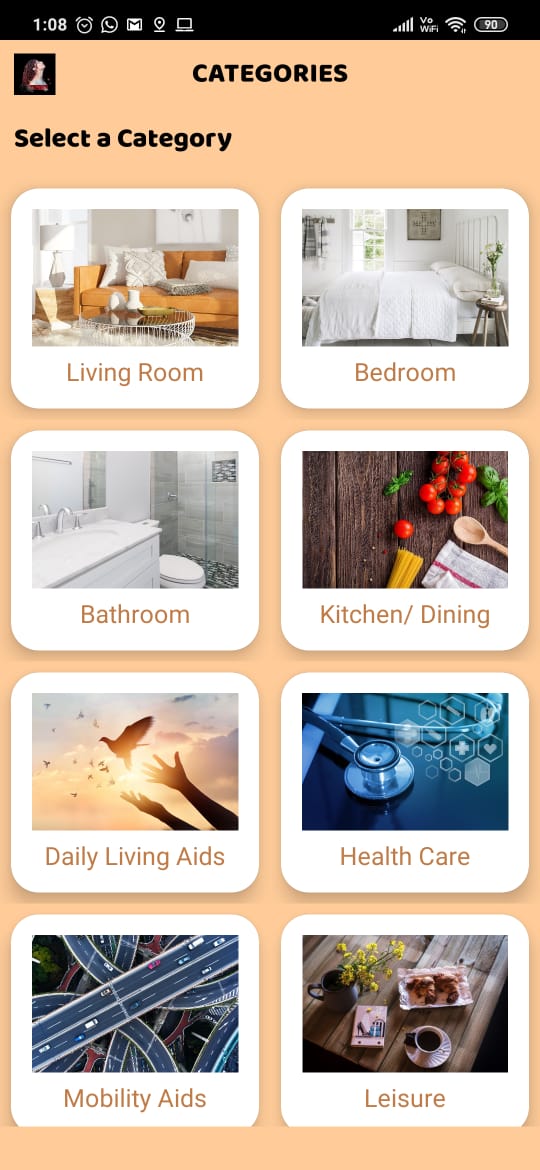 1:08
Vo
WiFi
90
CATEGORIES
Select a Category
Living Room
Bedroom
Bathroom
Kitchen/ Dining
Daily Living Aids
Health Care
Mobility Aids
Leisure